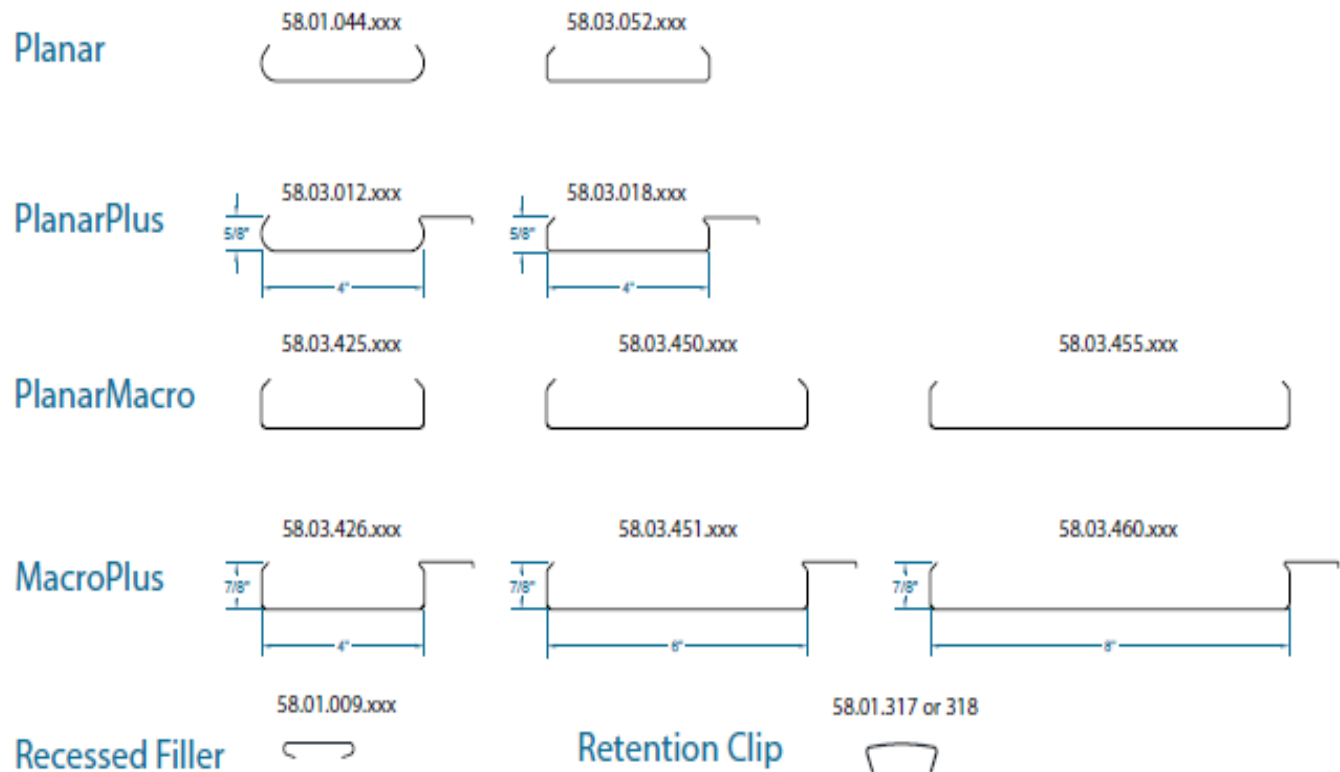 58.01.044.xxx 58.03.052.xxx
Planar
58.03.012.xxx 58.03.018.xxx
PlanarPlus 5/8" 5/8"
4" 4"
58.03.425.xxx 58.03.450.xxx 58.03.455.xxx
PlanarMacro
58.03.426.xxx 58.03.451.xxx 58.03.460.xxx
MacroPlus 7/8" 7/8" 7/8"
4" 6" 8"
58.01.009.xxx 58.01.317 or 318
Recessed Filler Retention Clip